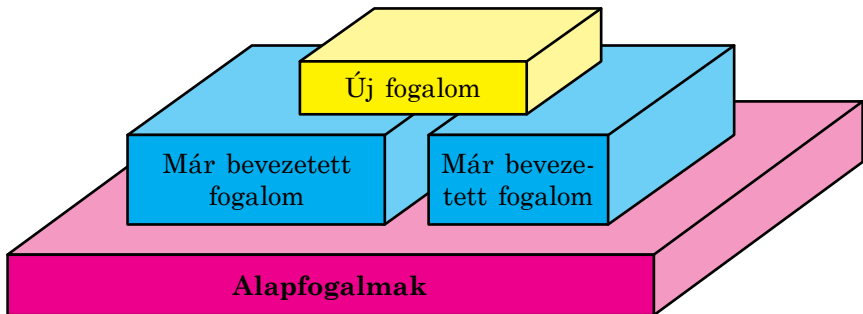 Új fogalom
Már bevezetett
fogalom
Már beveze-
tett fogalom
Alapfogalmak